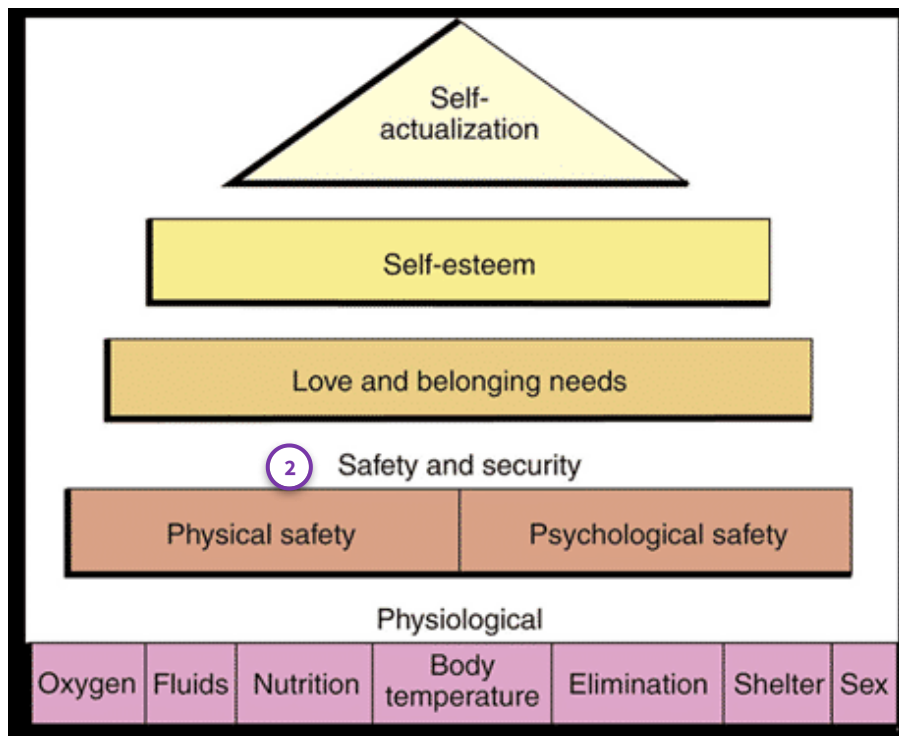 Self-
actualization
Self-esteem
Love and belonging needs
2 Safety and security
Physical safety Psychological safety
Physiological
Oxygen Fluids Nutrition Body temperature Elimination Shelter Sex